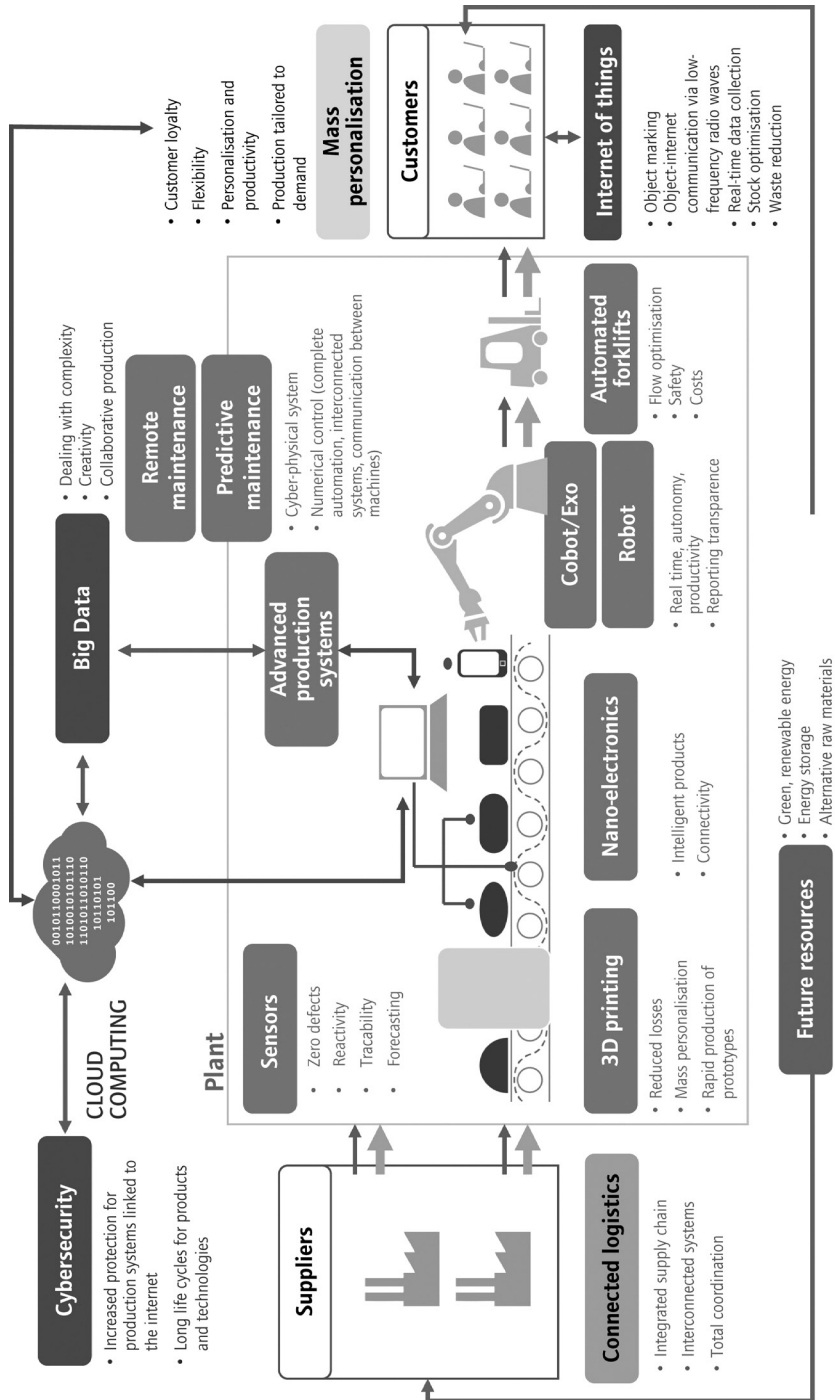 Cybersecurity
• Increased protection for
production systems linked to
the internet
• Long life cycles for products
and technologies
CLOUD
COMPUTING
0010110001011
10100101101110
1101011010110
10110101
101100
Big Data
• Dealing with complexity
• Creativity
• Collaborative production
• Customer loyalty
• Flexibility
• Personalisation and
productivity
• Production tailored to
demand
Mass
personalisation
Plant
Sensors
• Zero defects
• Reactivity
• Tracability
• Forecasting
Advanced
production
systems
Remote
maintenance
Predictive
maintenance
• Cyber-physical system
• Numerical control (complete
automation, interconnected
systems, communication between
machines)
Suppliers
Customers
Connected logistics
• Integrated supply chain
• Interconnected systems
• Total coordination
3D printing
• Reduced losses
• Mass personalisation
• Rapid production of
prototypes
Nano-electronics
• Intelligent products
• Connectivity
Cobot/Exo
Robot
• Real time, autonomy,
productivity
• Reporting transparence
Automated
forklifts
• Flow optimisation
• Safety
• Costs
Internet of things
• Object marking
• Object-internet
communication via low-
frequency radio waves
• Real-time data collection
• Stock optimisation
• Waste reduction
Future resources
• Green, renewable energy
• Energy storage
• Alternative raw materials